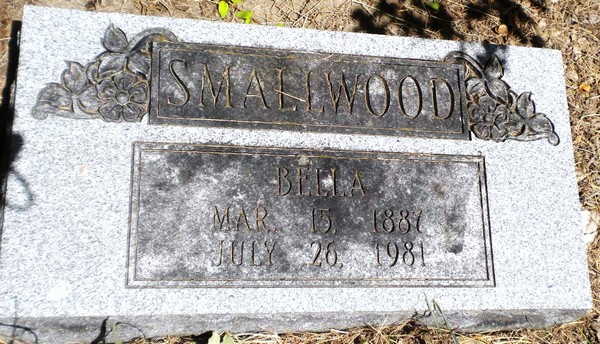 SMALLWOOD
BELLA
MAR. 15, 1887
JULY 26, 1981